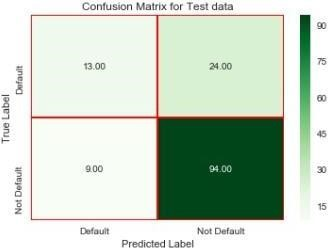 Confusion Matrix for Test data
True Label
Default
13.00
24.00
Not Default
9.00
94.00
Default
Not Default
Predicted Label
90
75
60
45
30
15